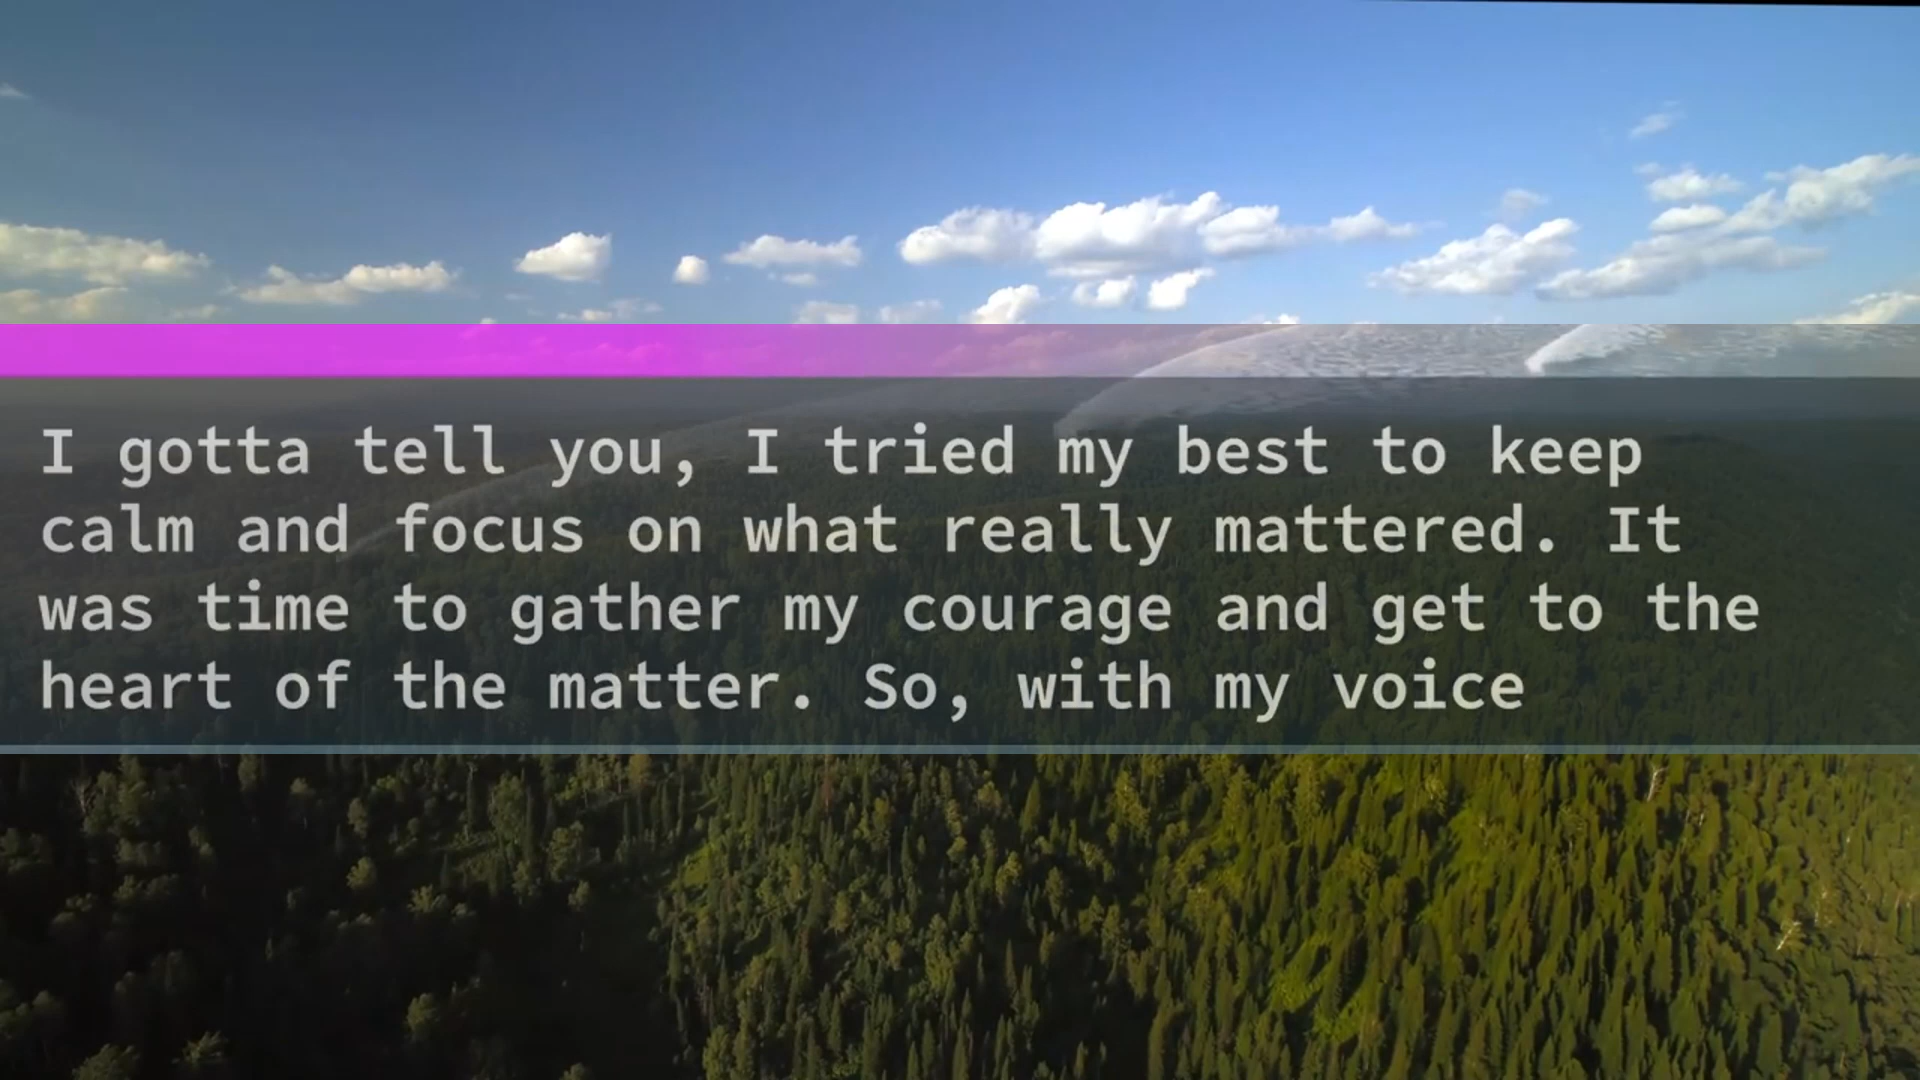 I gotta tell you, I tried my best to keep
calm and focus on what really mattered. It
was time to gather my courage and get to the
heart of the matter. So, with my voice